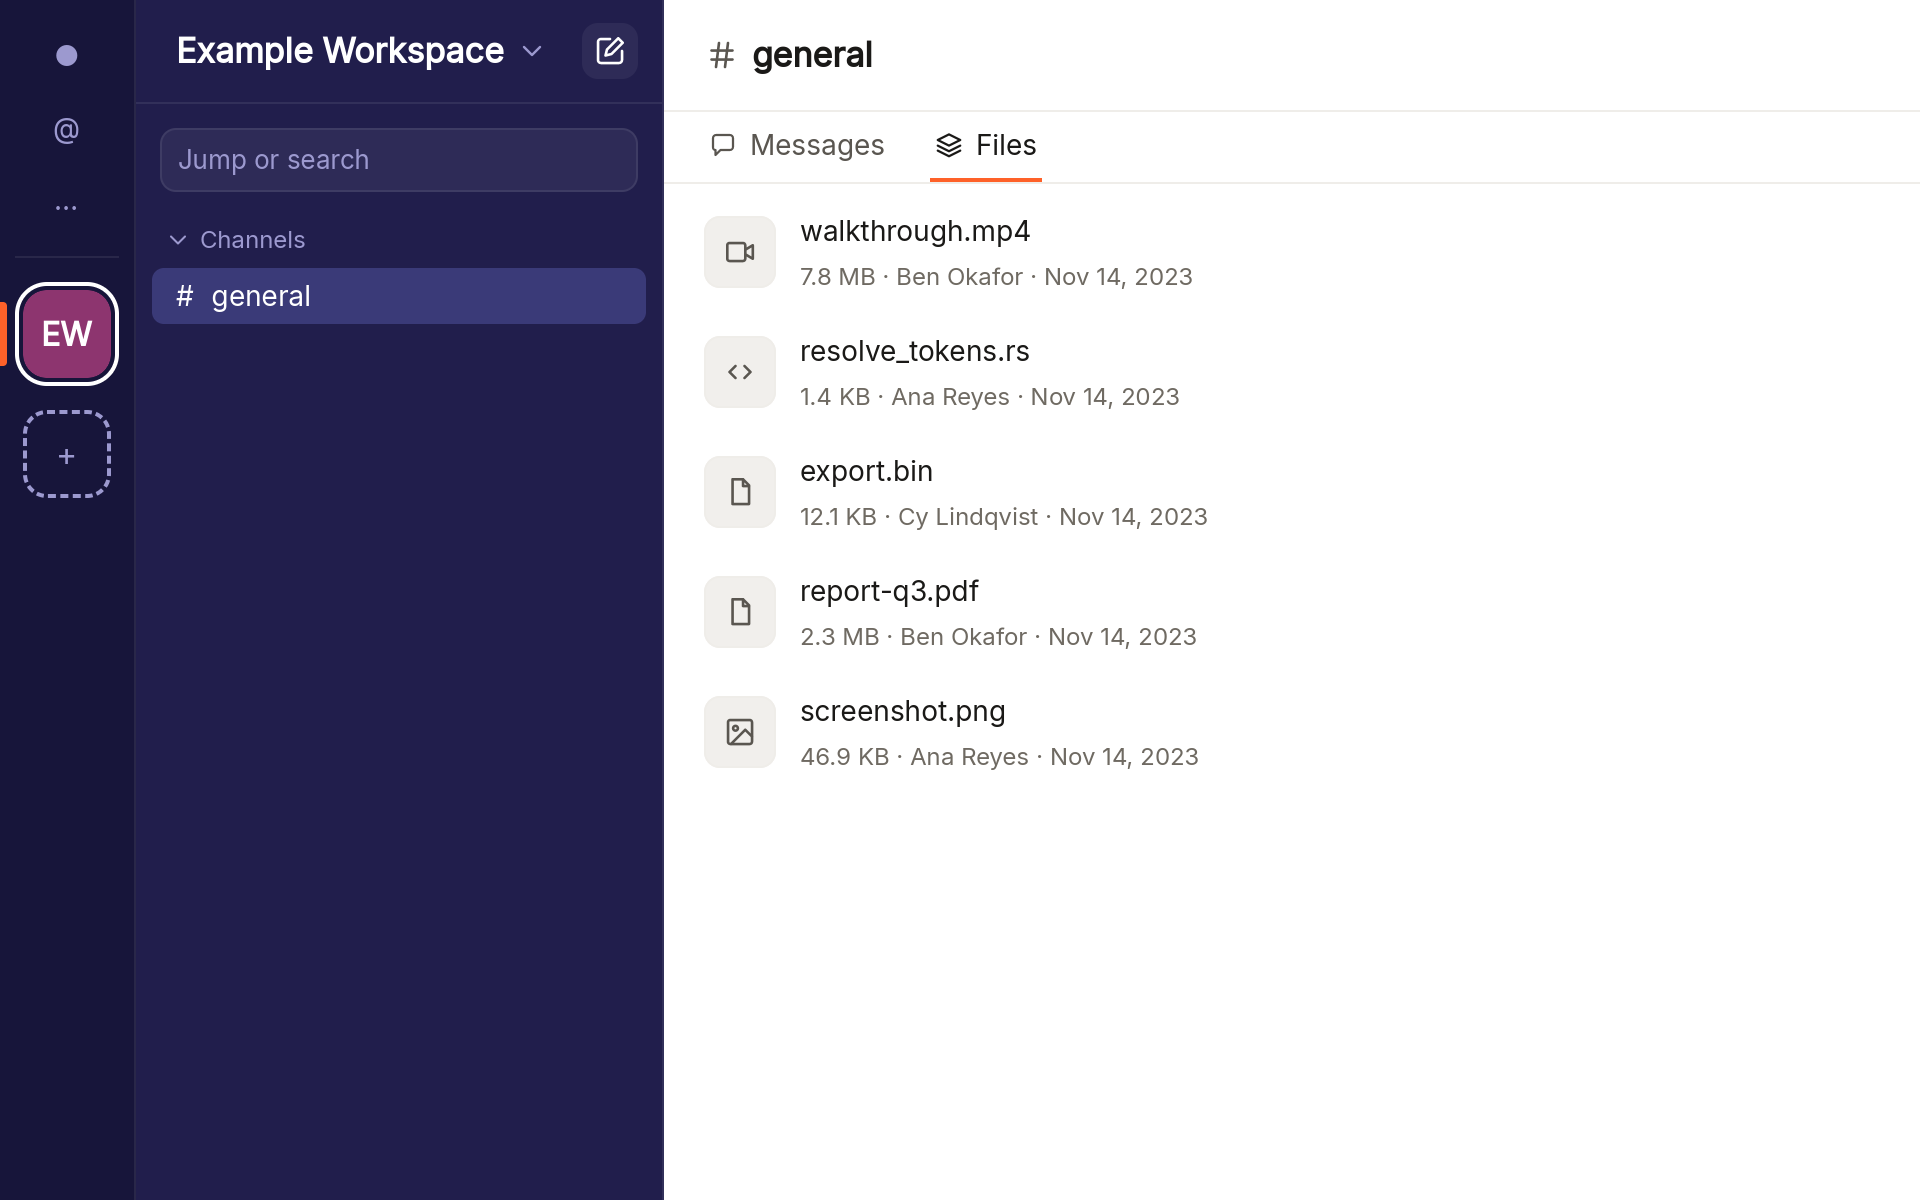 @
...
EW
+
Example Workspace
Jump or search
Channels
# general
# general
Messages
Files
walkthrough.mp4
7.8 MB · Ben Okafor · Nov 14, 2023
resolve_tokens.rs
1.4 KB · Ana Reyes · Nov 14, 2023
export.bin
12.1 KB · Cy Lindqvist · Nov 14, 2023
report-q3.pdf
2.3 MB · Ben Okafor · Nov 14, 2023
screenshot.png
46.9 KB · Ana Reyes · Nov 14, 2023